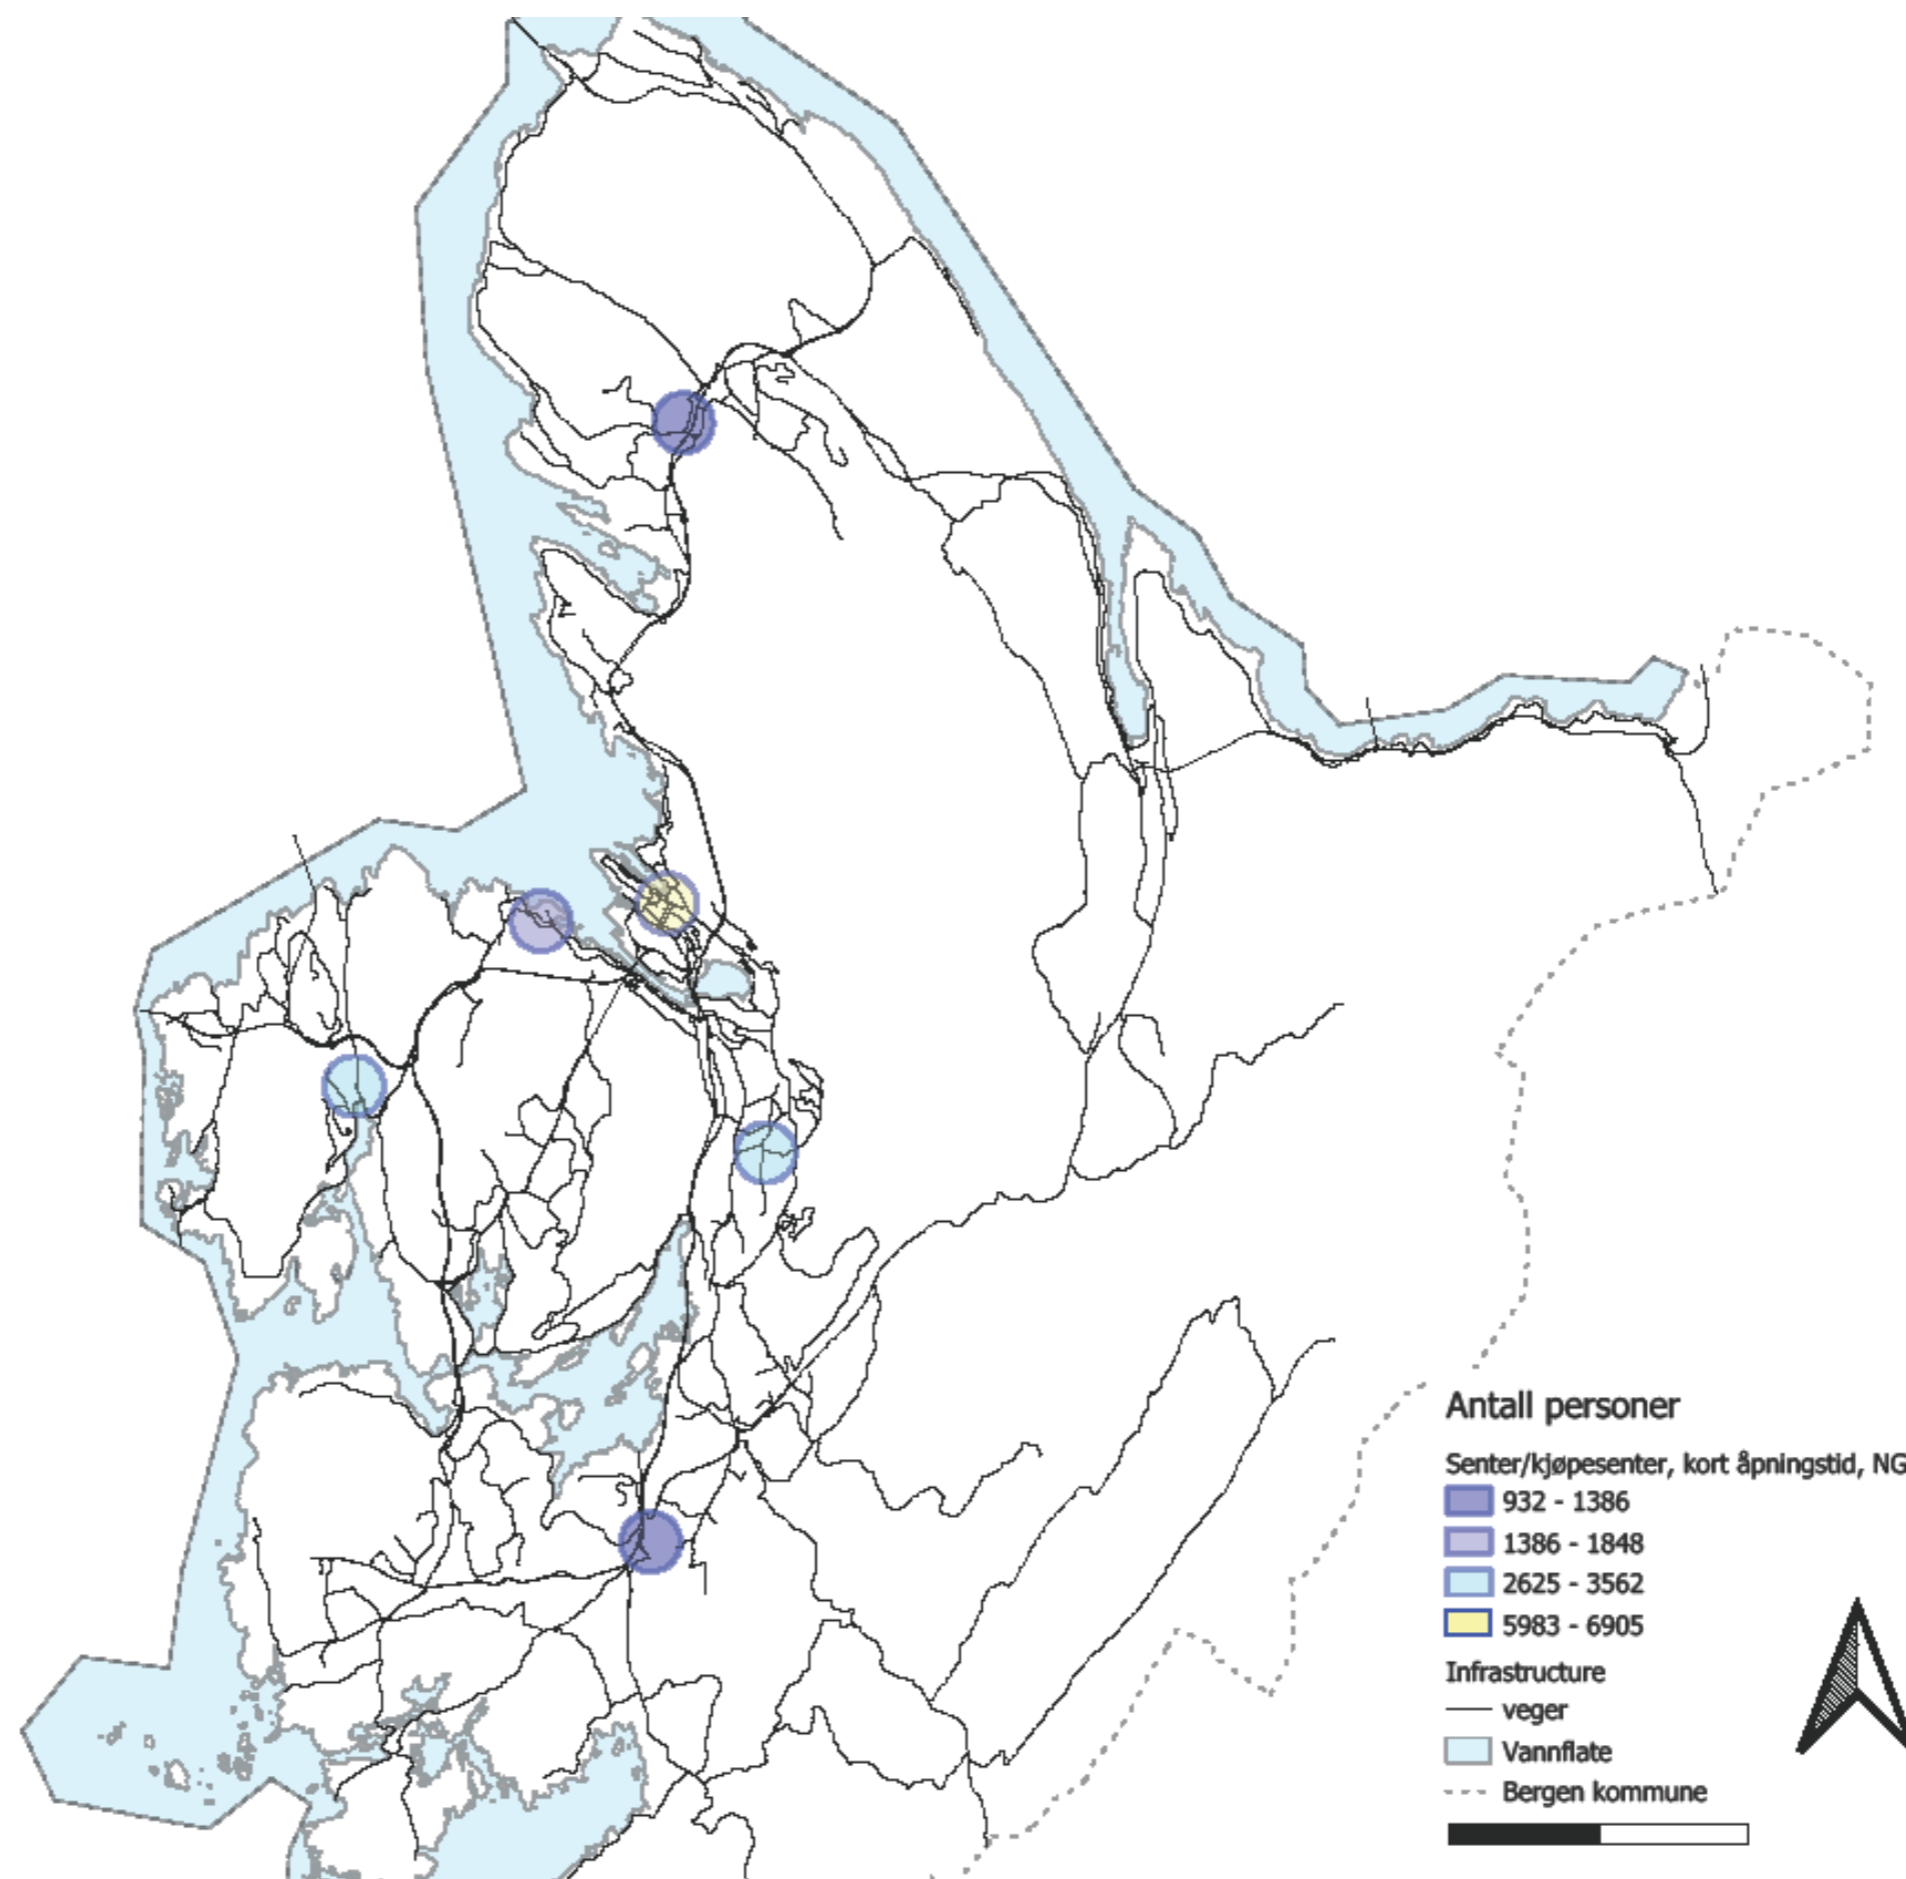 Antall personer
Senter/kjøpesenter, kort åpningstid, NG
932 - 1386
1386 - 1848
2625 - 3562
5983 - 6905
Infrastructure
veger
Vannflate
Bergen kommune